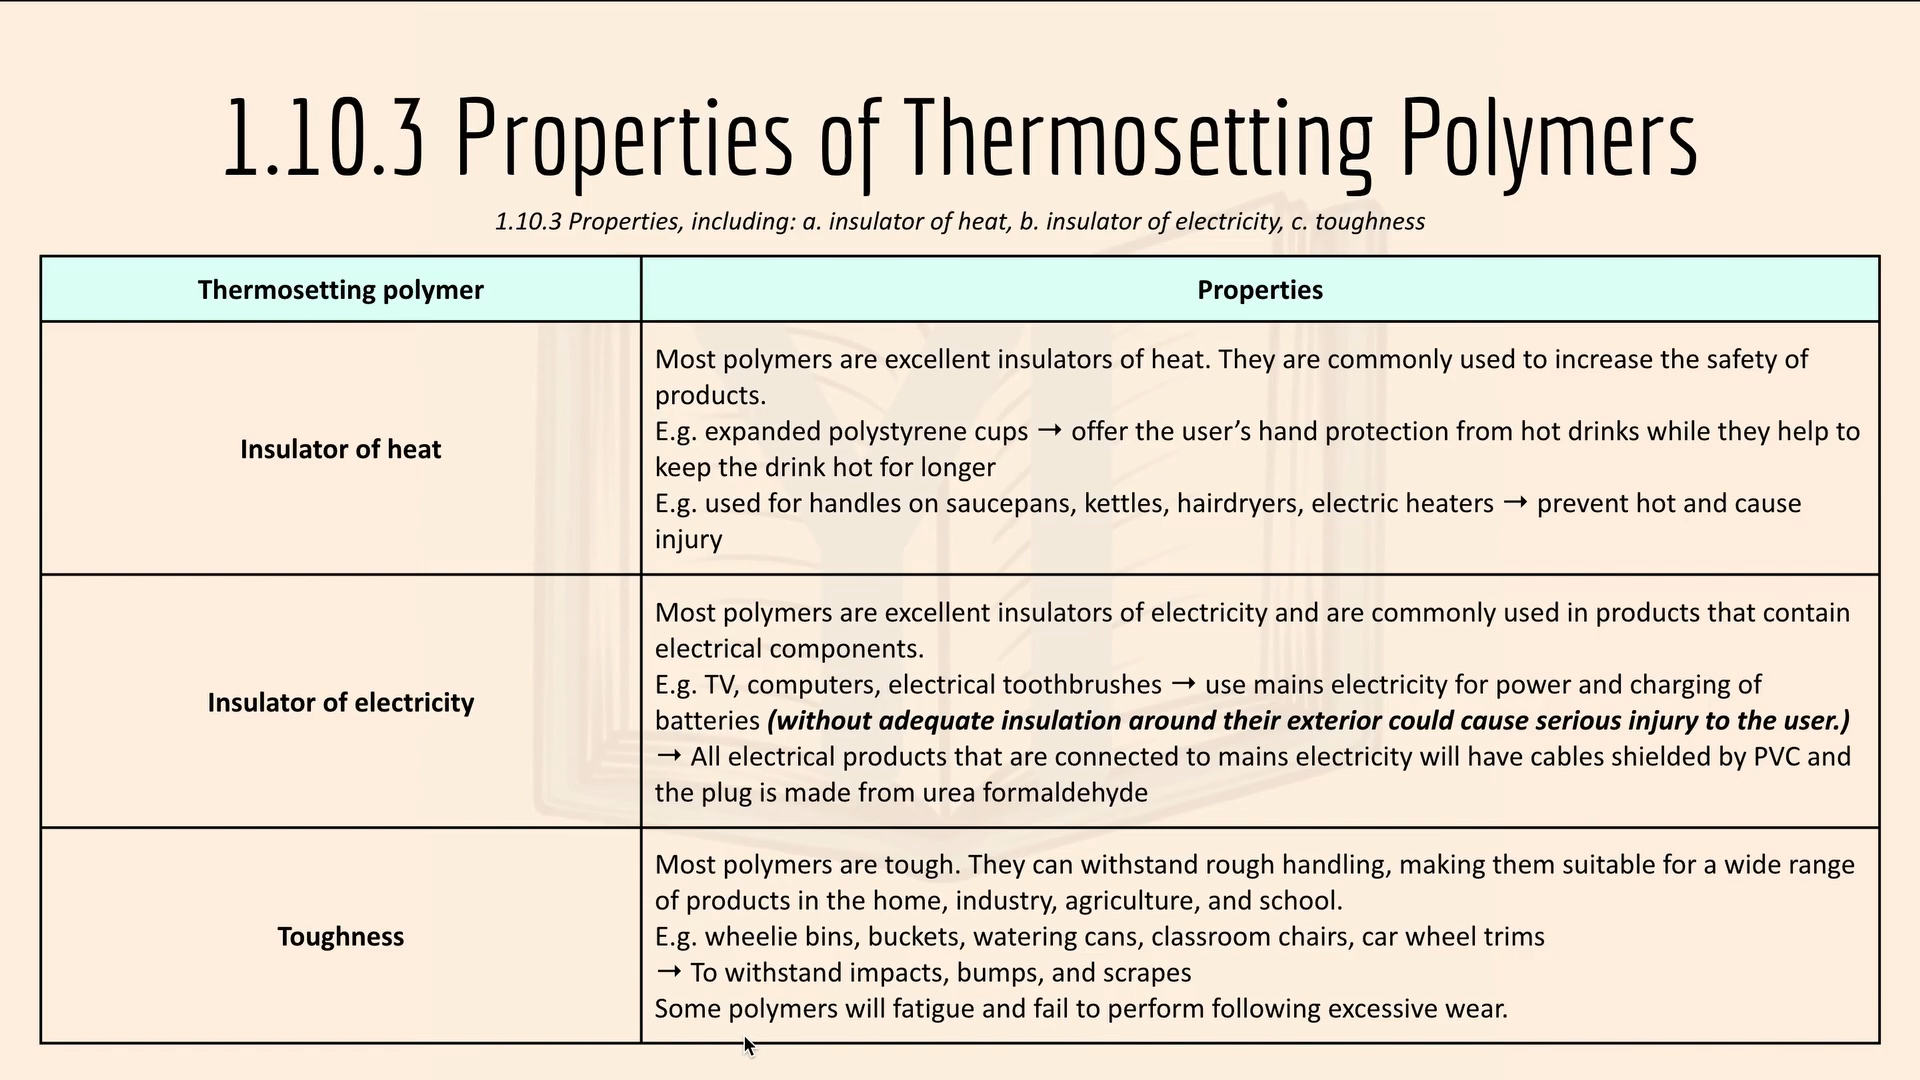 1.10.3 Properties of Thermosetting Polymers
1.10.3 Properties, including: a. insulator of heat, b. insulator of electricity, c. toughness
Thermosetting polymer
Properties
Insulator of heat
Most polymers are excellent insulators of heat. They are commonly used to increase the safety of
products.
E.g. expanded polystyrene cups → offer the user’s hand protection from hot drinks while they help to
keep the drink hot for longer
E.g. used for handles on saucepans, kettles, hairdryers, electric heaters → prevent hot and cause
injury
Insulator of electricity
Most polymers are excellent insulators of electricity and are commonly used in products that contain
electrical components.
E.g. TV, computers, electrical toothbrushes → use mains electricity for power and charging of
batteries (without adequate insulation around their exterior could cause serious injury to the user.)
→ All electrical products that are connected to mains electricity will have cables shielded by PVC and
the plug is made from urea formaldehyde
Toughness
Most polymers are tough. They can withstand rough handling, making them suitable for a wide range
of products in the home, industry, agriculture, and school.
E.g. wheelie bins, buckets, watering cans, classroom chairs, car wheel trims
→ To withstand impacts, bumps, and scrapes
Some polymers will fatigue and fail to perform following excessive wear.